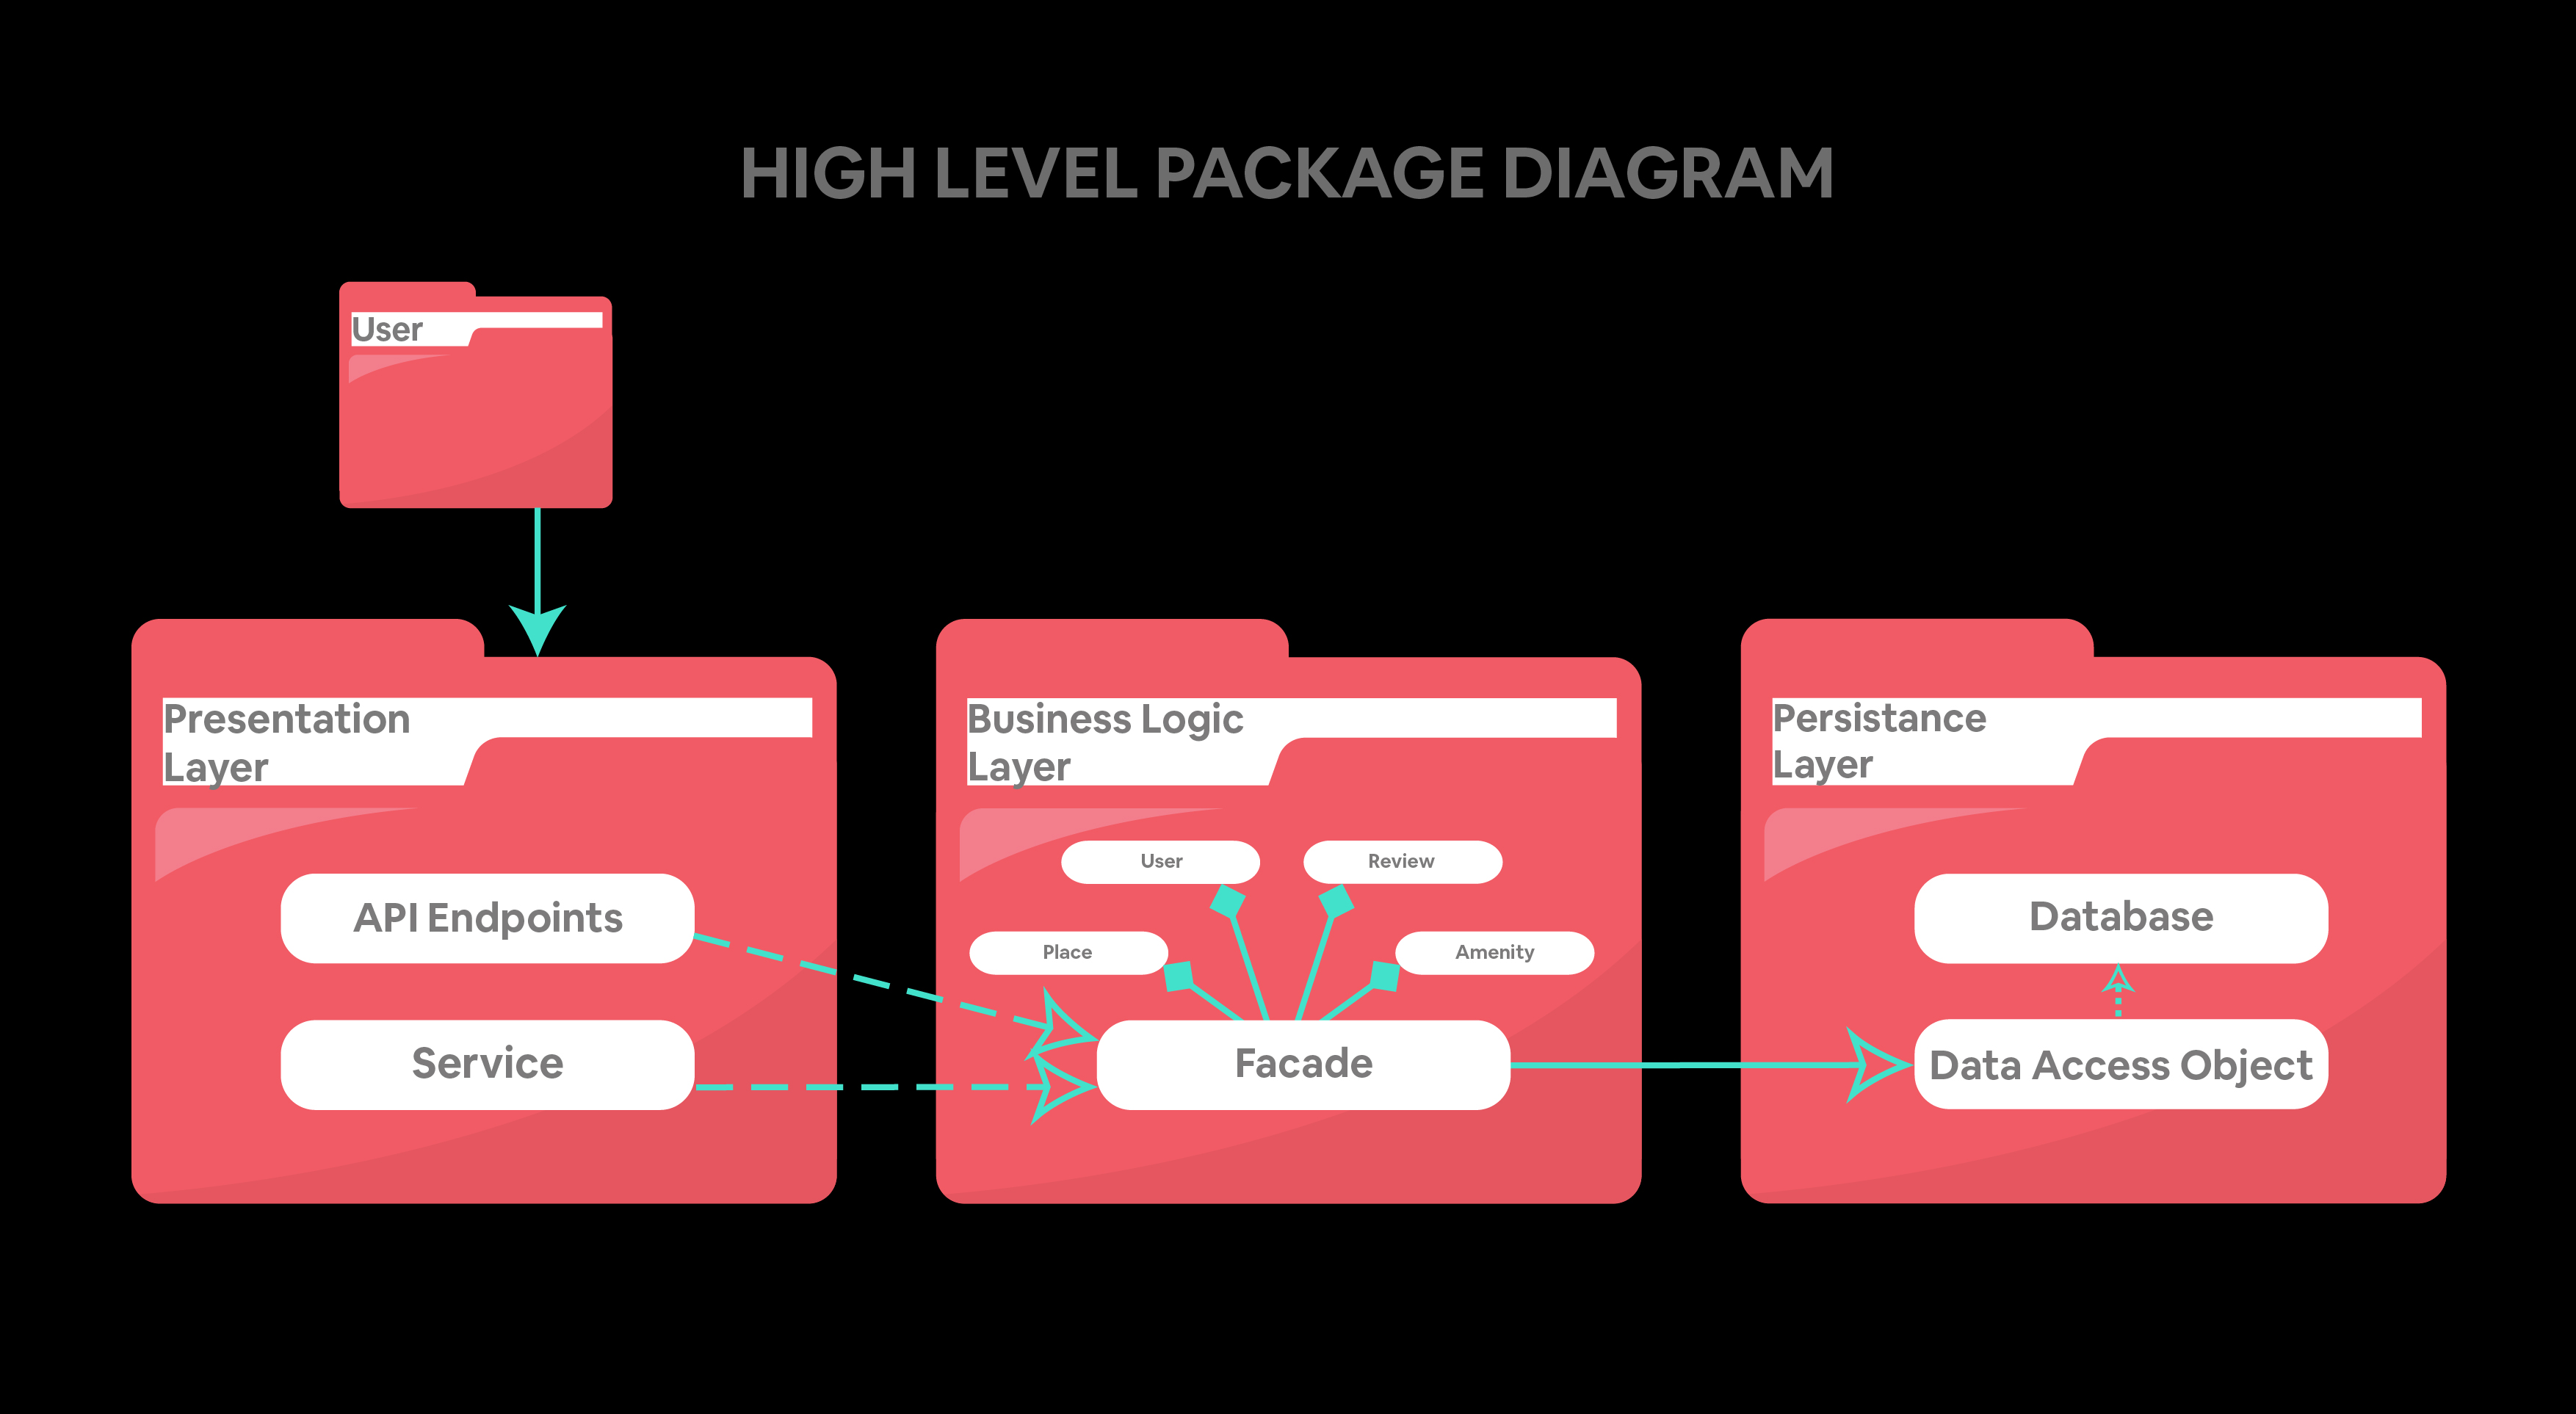 HIGH LEVEL PACKAGE DIAGRAM
User
Presentation
Layer
API Endpoints
Service
Business Logic
Layer
User
Review
Place
Amenity
Facade
Persistance
Layer
Database
Data Access Object